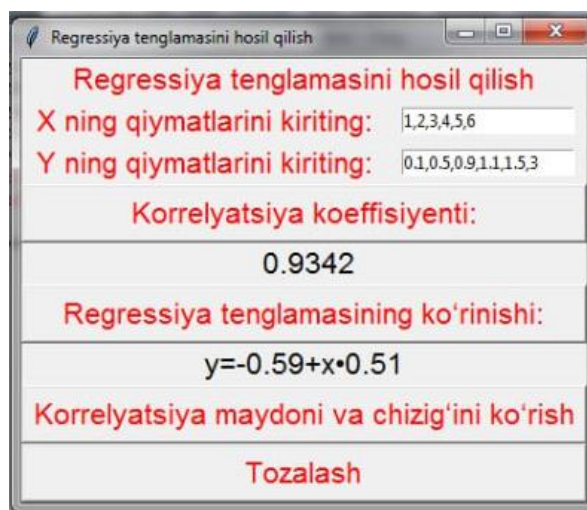 Regressiya tenglamasini hosil qilish
Regressiya tenglamasini hosil qilish
X ning qiymatlarini kiriting: 1,2,3,4,5,6
Y ning qiymatlarini kiriting: 0.1,0.5,0.9,1.1,1.5,3
Korrelyatsiya koeffisiyenti:
0.9342
Regressiya tenglamasining ko‘rinishi:
y=-0.59+x•0.51
Korrelyatsiya maydoni va chizig‘ini ko‘rish
Tozalash